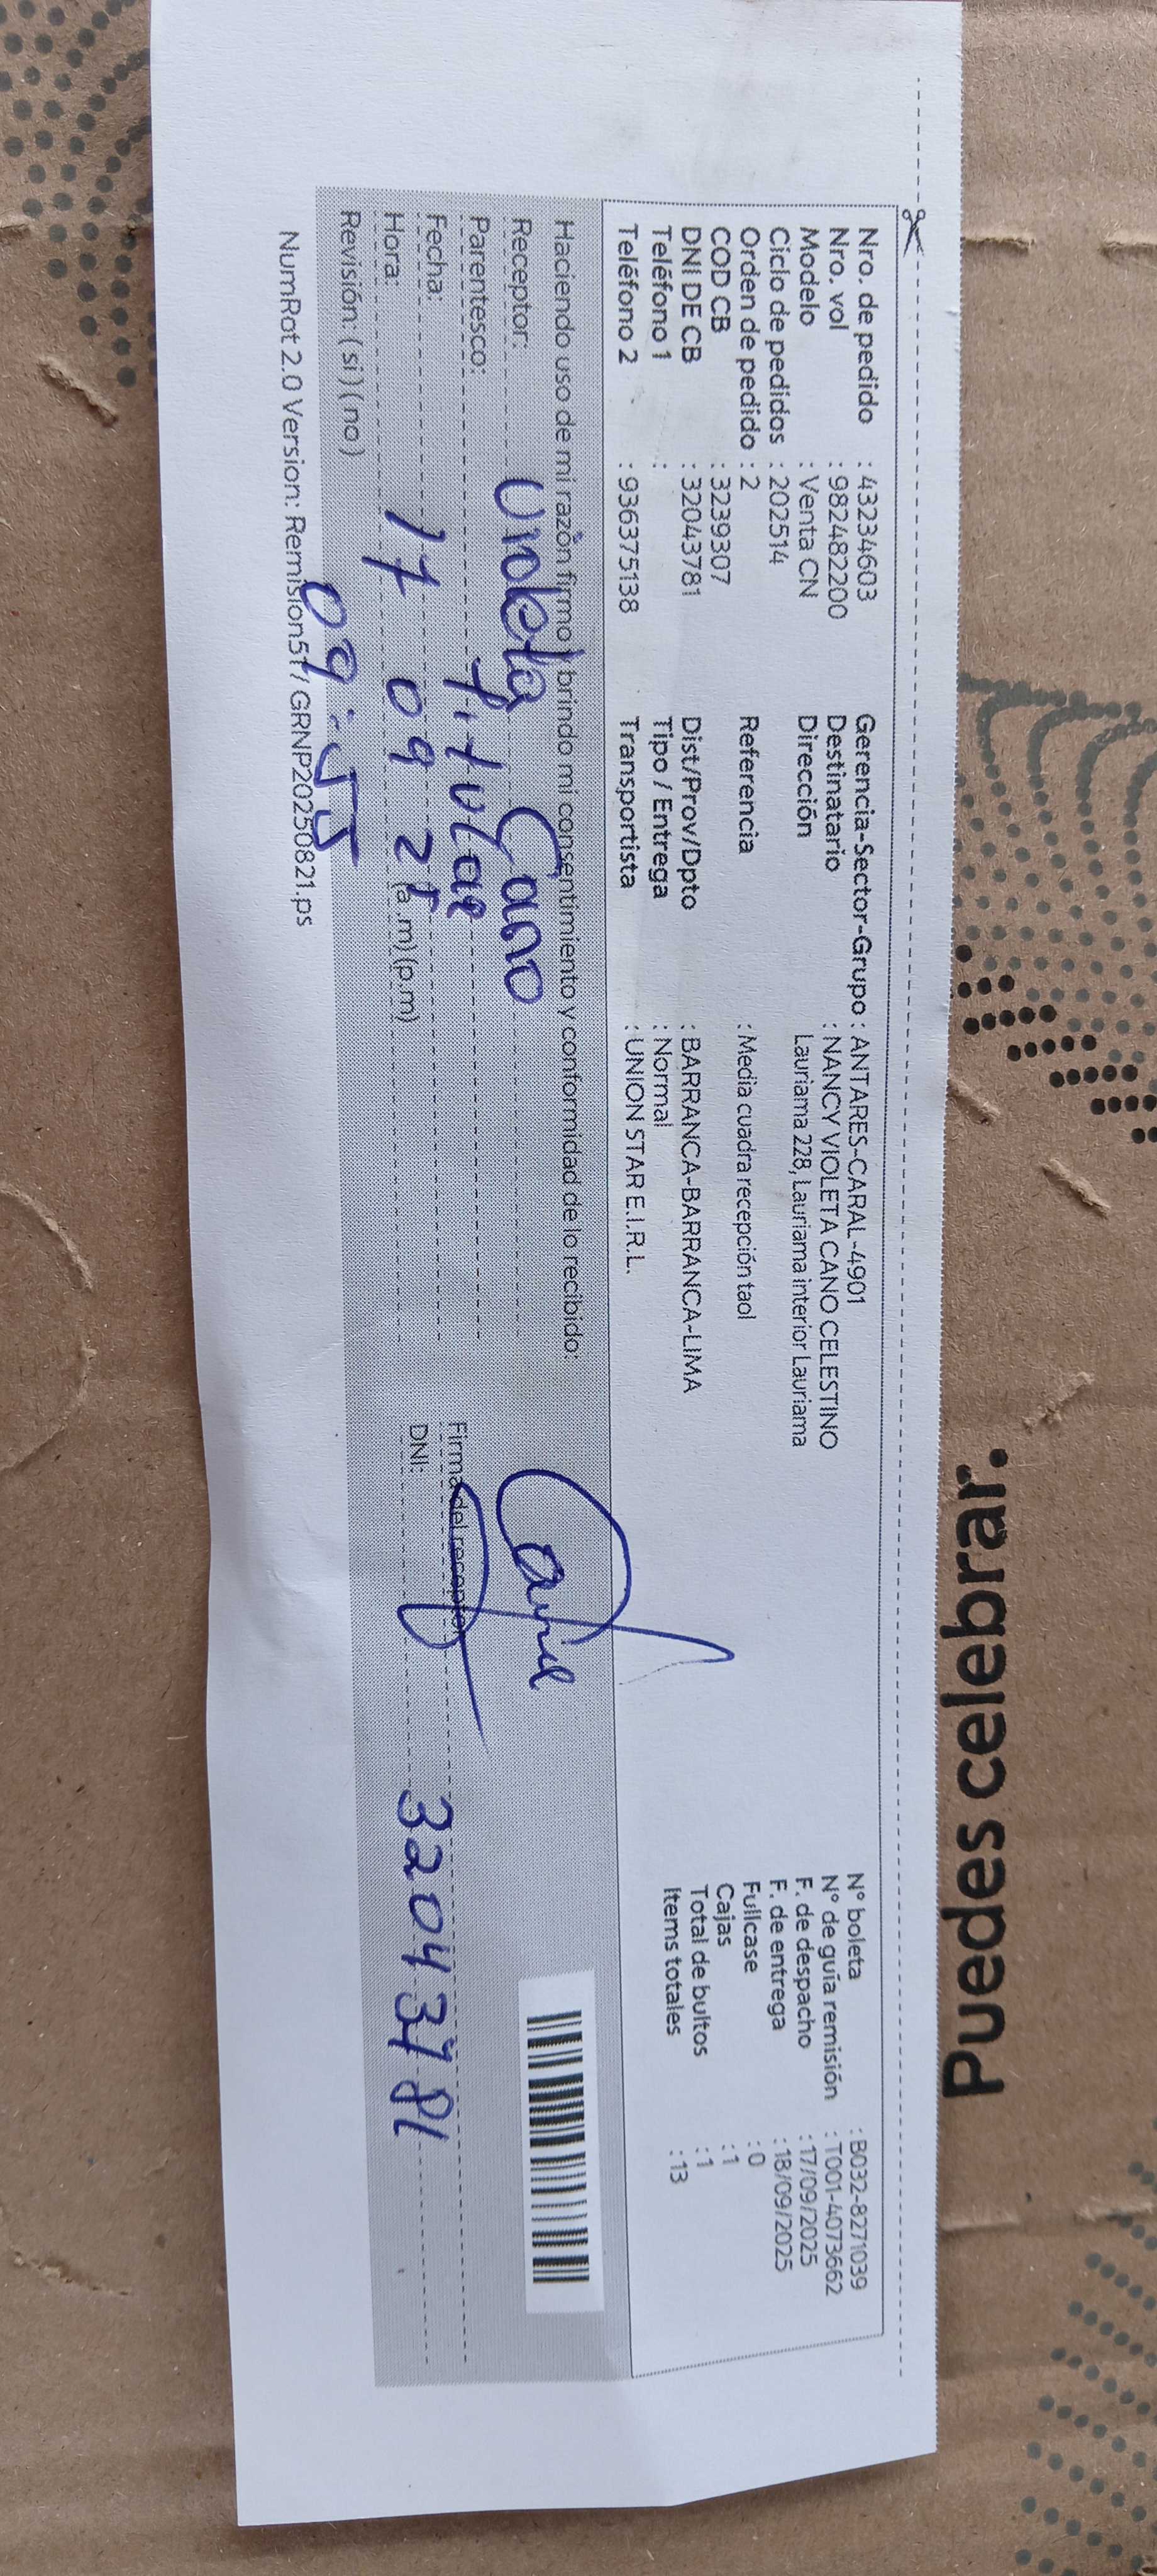 Puedes celebrar.
Nro. de pedido : 43234603 Gerencia-Sector-Grupo : ANTARES-CARAL-4901 N° boleta : B032-8271039
Nro. vol : 982482200 Destinatario : NANCY VIOLETA CANO CELESTINO N° de guía remisión : T001-4073662
Modelo : Venta CN Dirección Lauriama 228, Lauriama interior Lauriama F. de despacho : 17/09/2025
Ciclo de pedidos : 202514 F. de entrega : 18/09/2025
Orden de pedido : 2 Referencia : Media cuadra recepción taol Fullcase : 0
COD CB : 3239307 Cajas : 1
DNI DE CB : 32043781 Dist/Prov/Dpto : BARRANCA-BARRANCA-LIMA Total de bultos : 1
Teléfono 1 : Tipo / Entrega : Normal Items totales : 13
Teléfono 2 : 936375138 Transportista : UNION STAR E.I.R.L.
Haciendo uso de mi razón firmo y brindo mi consentimiento y conformidad de lo recibido:
Receptor: Violeta Cano
Parentesco: titular
Fecha: 17 09 25
Firma del receptor
Hora: 09:55 (a.m) (p.m)
DNI: 32043781
Revisión: ( si ) ( no )
NumRot 2.0 Version: Remision51 / GRNP20250821.ps